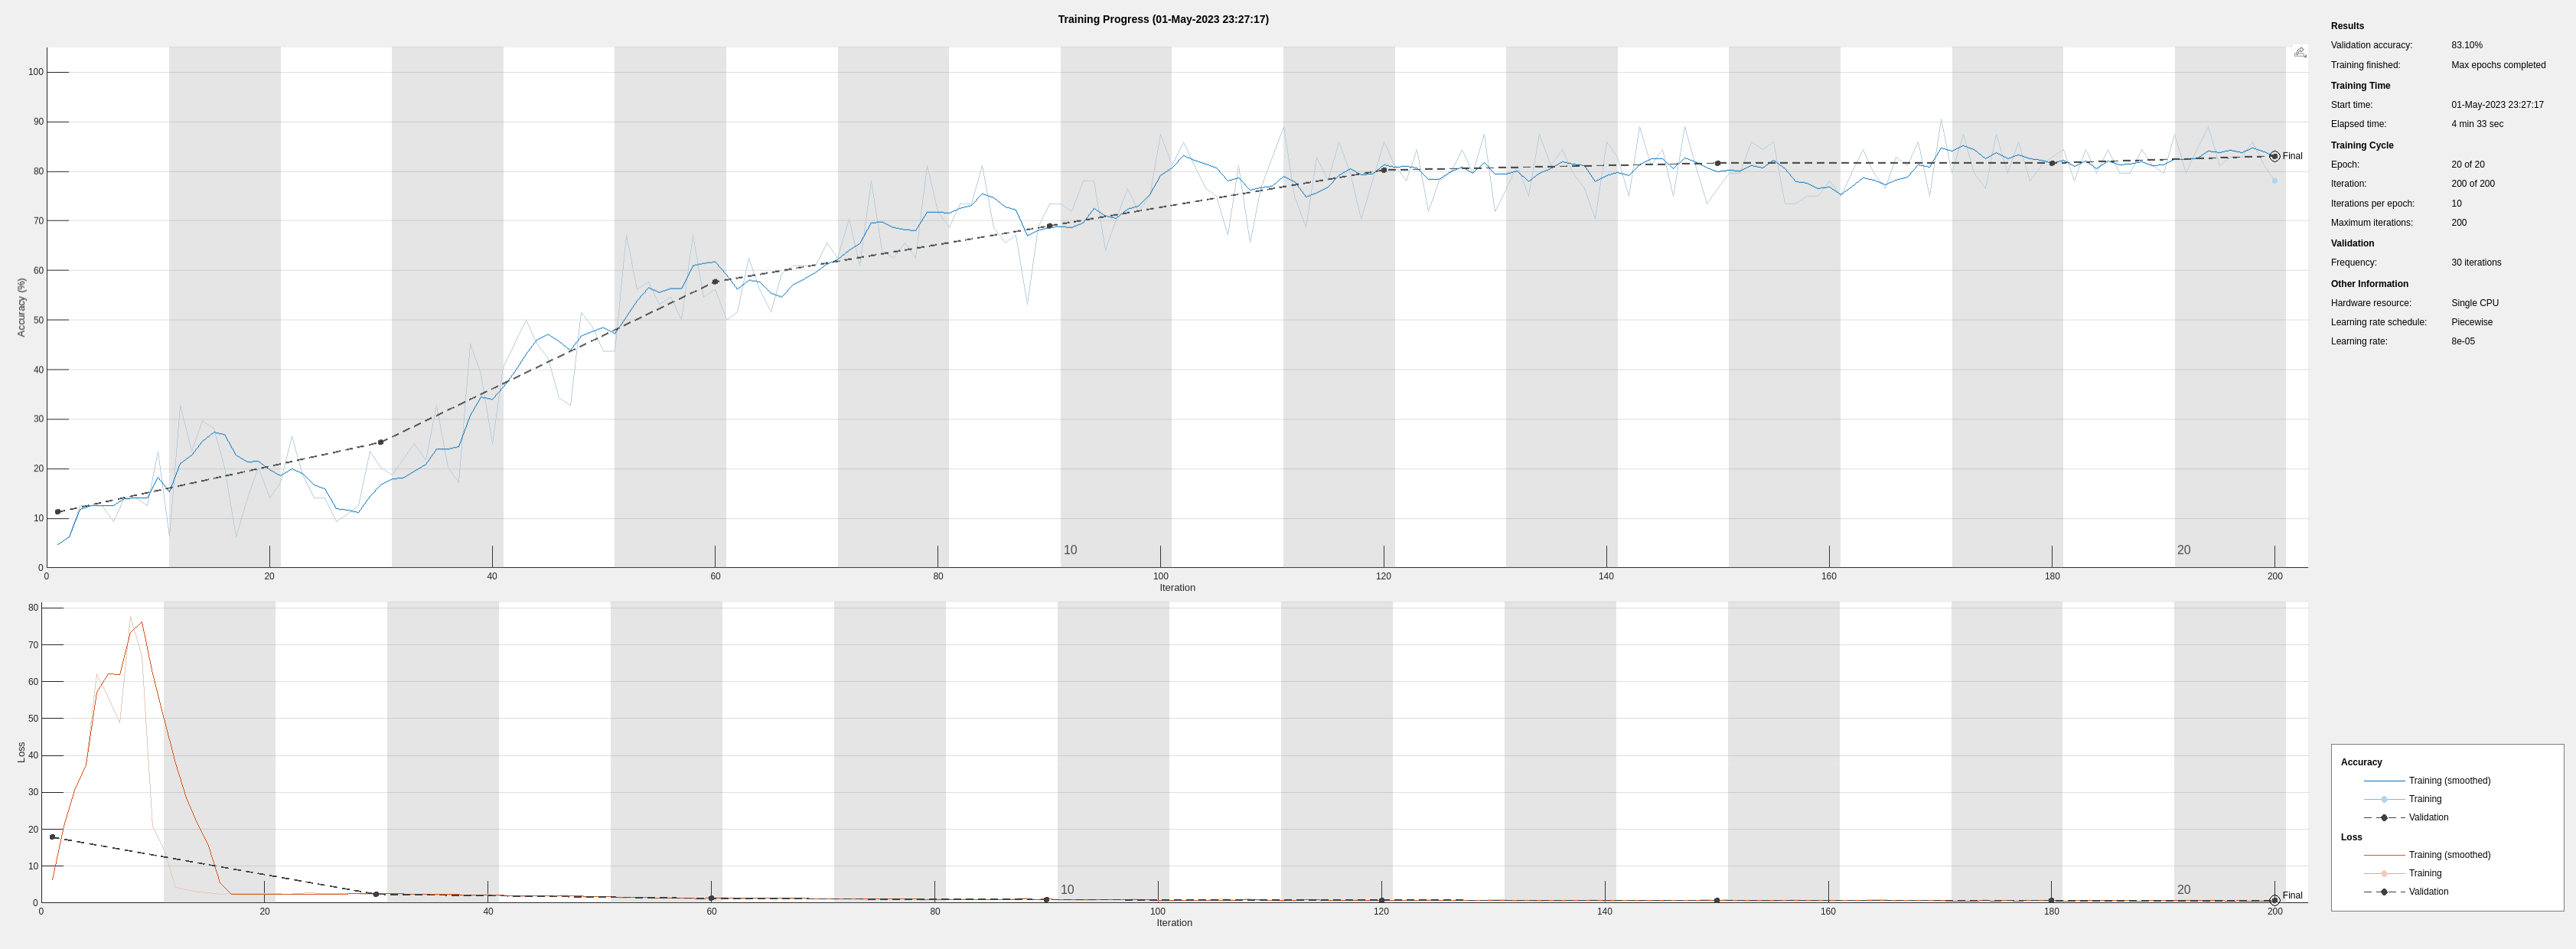 Training Progress (01-May-2023 23:27:17)
100
90
80
70
60
50
40
30
20
10
0
Accuracy (%)
Final
10
20
0 20 40 60 80 100 120 140 160 180 200
Iteration
80
70
60
50
40
30
20
10
0
Loss
10
20
Final
0 20 40 60 80 100 120 140 160 180 200
Iteration
Results
Validation accuracy: 83.10%
Training finished: Max epochs completed
Training Time
Start time: 01-May-2023 23:27:17
Elapsed time: 4 min 33 sec
Training Cycle
Epoch: 20 of 20
Iteration: 200 of 200
Iterations per epoch: 10
Maximum iterations: 200
Validation
Frequency: 30 iterations
Other Information
Hardware resource: Single CPU
Learning rate schedule: Piecewise
Learning rate: 8e-05
Accuracy
Training (smoothed)
Training
Validation
Loss
Training (smoothed)
Training
Validation